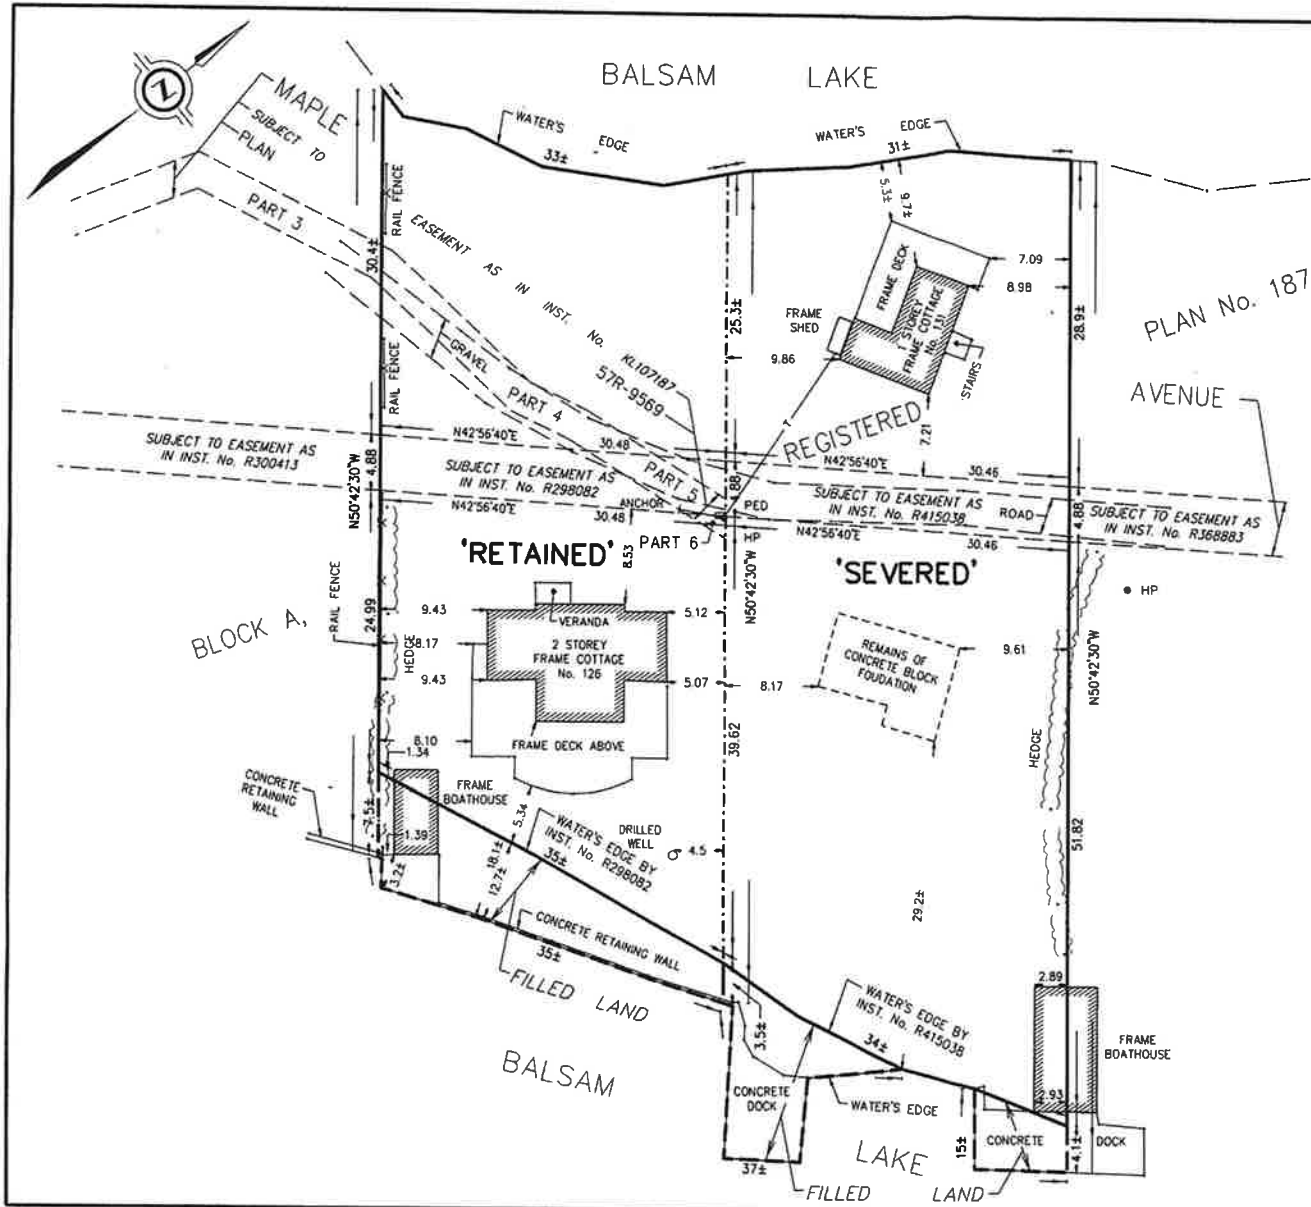 BALSAM LAKE
N
MAPLE
SUBJECT TO
PLAN
WATER'S EDGE
33±
WATER'S EDGE
31±
5.3±
9.7±
PART 3
RAIL FENCE
30.4±
EASEMENT AS IN INST. No. KL107187
57R-9569
FRAME DECK
7.09
8.98
1 STOREY
FRAME COTTAGE
No. 131
FRAME
SHED
STAIRS
25.3±
9.86
28.9±
PLAN No. 187
AVENUE
GRAVEL
RAIL FENCE
PART 4
REGISTERED
7.21
N42°56'40"E
30.48
N42°56'40"E
30.46
SUBJECT TO EASEMENT AS
IN INST. No. R300413
4.88
N50°42'30"W
SUBJECT TO EASEMENT AS
IN INST. No. R298082
PART 5
.88
ANCHOR
PED
SUBJECT TO EASEMENT AS
IN INST. No. R415038
ROAD
4.88
SUBJECT TO EASEMENT AS
IN INST. No. R368883
N42°56'40"E
30.48
PART 6
HP
N42°56'40"E
30.46
'RETAINED'
8.53
'SEVERED'
N50°42'30"W
HP
BLOCK A,
RAIL FENCE
24.99
HEDGE
9.43
38.17
9.43
VERANDA
2 STOREY
FRAME COTTAGE
No. 126
5.12
5.07
8.17
REMAINS OF
CONCRETE BLOCK
FOUDATION
9.61
N50°42'30"W
HEDGE
39.62
8.10
1.34
FRAME DECK ABOVE
CONCRETE
RETAINING
WALL
7.5±
FRAME
BOATHOUSE
1.39
3.2±
5.34
18.1±
12.7±
WATER'S EDGE BY
INST. No. R298082
35±
DRILLED
WELL
4.5
51.82
29.2±
CONCRETE RETAINING WALL
35±
FILLED LAND
BALSAM
2.89
FRAME
BOATHOUSE
2.93
WATER'S EDGE BY
INST. No. R415038
34±
3.5±
CONCRETE
DOCK
WATER'S EDGE
37±
LAKE
15±
CONCRETE DOCK
4.1±
FILLED LAND